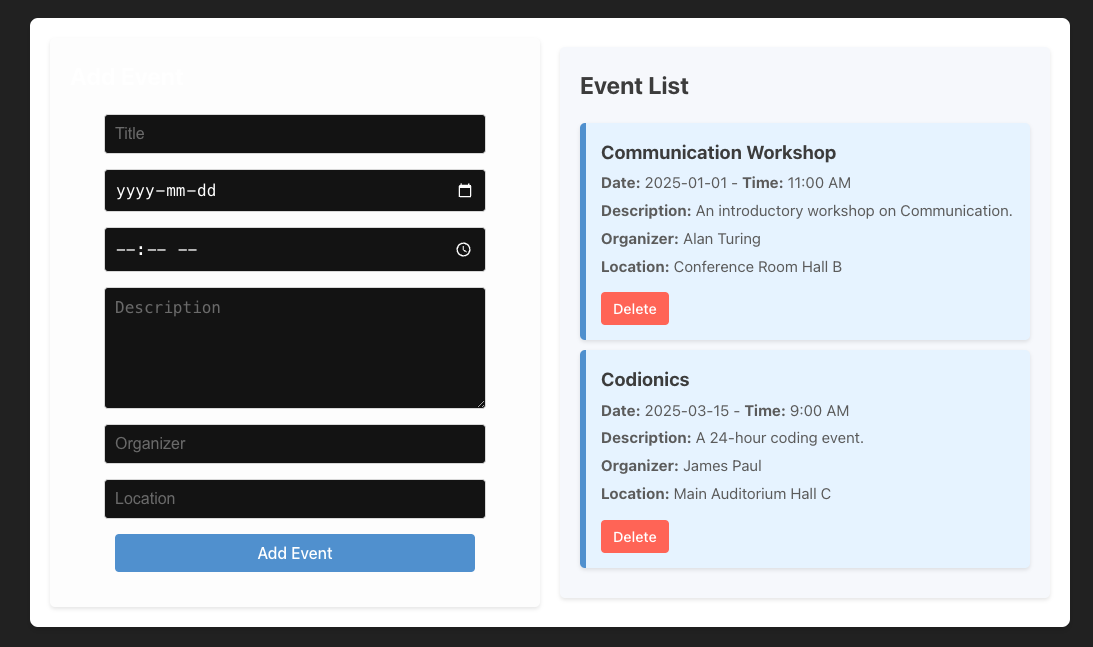 Add Event
Title
yyyy-mm-dd
--:-- --
Description
Organizer
Location
Add Event
Event List
Communication Workshop
Date: 2025-01-01 - Time: 11:00 AM
Description: An introductory workshop on Communication.
Organizer: Alan Turing
Location: Conference Room Hall B
Delete
Codionics
Date: 2025-03-15 - Time: 9:00 AM
Description: A 24-hour coding event.
Organizer: James Paul
Location: Main Auditorium Hall C
Delete